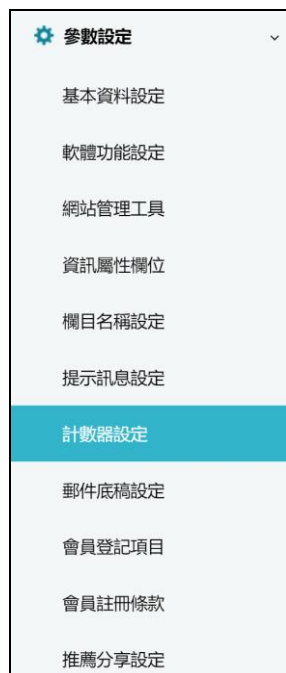 參數設定
基本資料設定
軟體功能設定
網站管理工具
資訊屬性欄位
欄目名稱設定
提示訊息設定
計數器設定
郵件底稿設定
會員登記項目
會員註冊條款
推薦分享設定